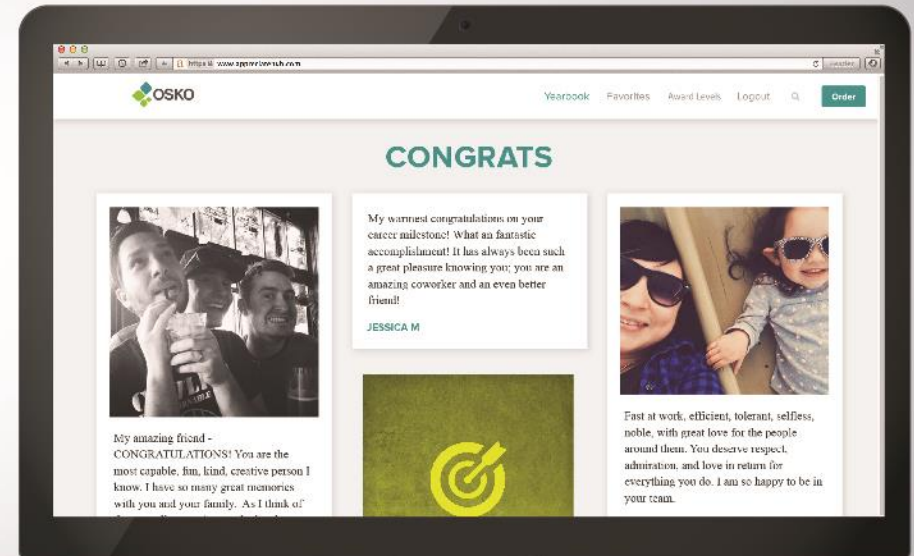 https://www.appreciatehub.com
OSKO
Yearbook Favorites Award Levels Logout Order
CONGRATS
My amazing friend -
CONGRATULATIONS! You are the
most capable, fun, kind, creative person I
know. I have so many great memories
with you and your family. As I think of
My warmest congratulations on your
career milestone! What an fantastic
accomplishment! It has always been such
a great pleasure knowing you; you are an
amazing coworker and an even better
friend!
JESSICA M
Fast at work, efficient, tolerant, selfless,
noble, with great love for the people
around them. You deserve respect,
admiration, and love in return for
everything you do. I am so happy to be in
your team.